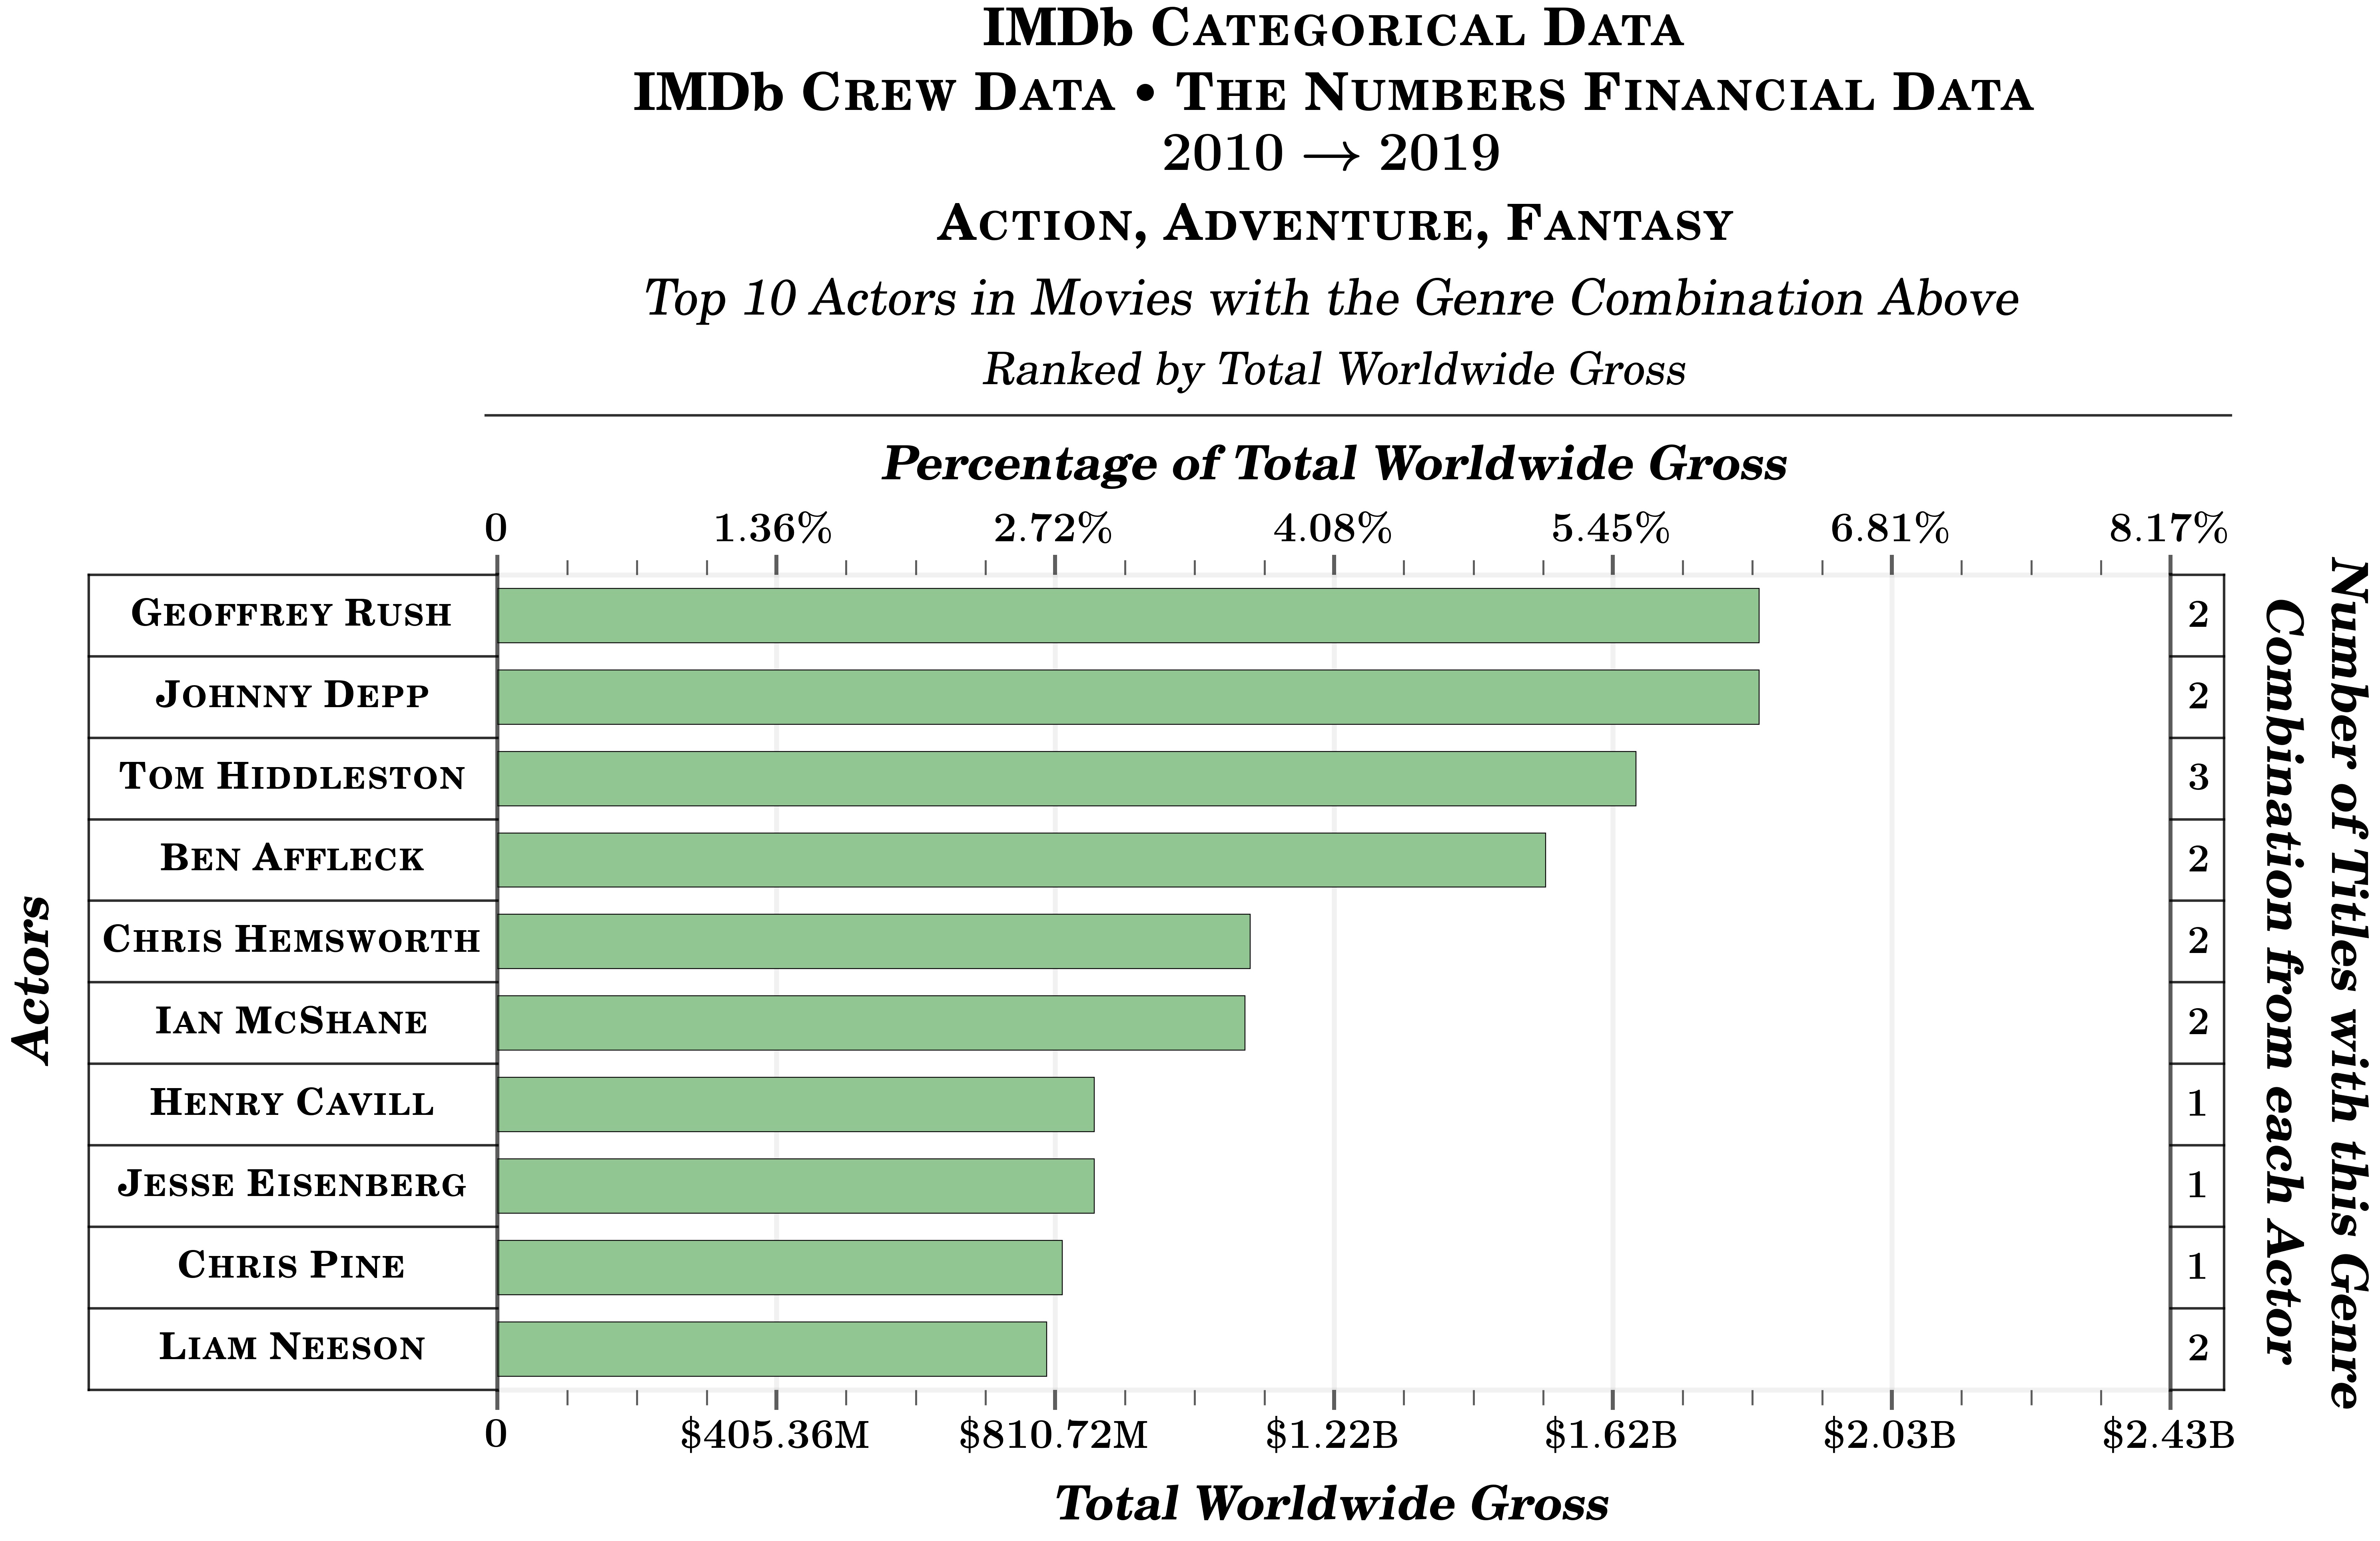 IMDb Categorical Data
IMDb Crew Data • The Numbers Financial Data
2010 → 2019
Action, Adventure, Fantasy
Top 10 Actors in Movies with the Genre Combination Above
Ranked by Total Worldwide Gross
Percentage of Total Worldwide Gross
0 1.36% 2.72% 4.08% 5.45% 6.81% 8.17%
Geoffrey Rush 2
Johnny Depp 2
Tom Hiddleston 3
Ben Affleck 2
Chris Hemsworth 2
Ian McShane 2
Henry Cavill 1
Jesse Eisenberg 1
Chris Pine 1
Liam Neeson 2
0 $405.36M $810.72M $1.22B $1.62B $2.03B $2.43B
Total Worldwide Gross
Actors
Number of Titles with this Genre
Combination from each Actor